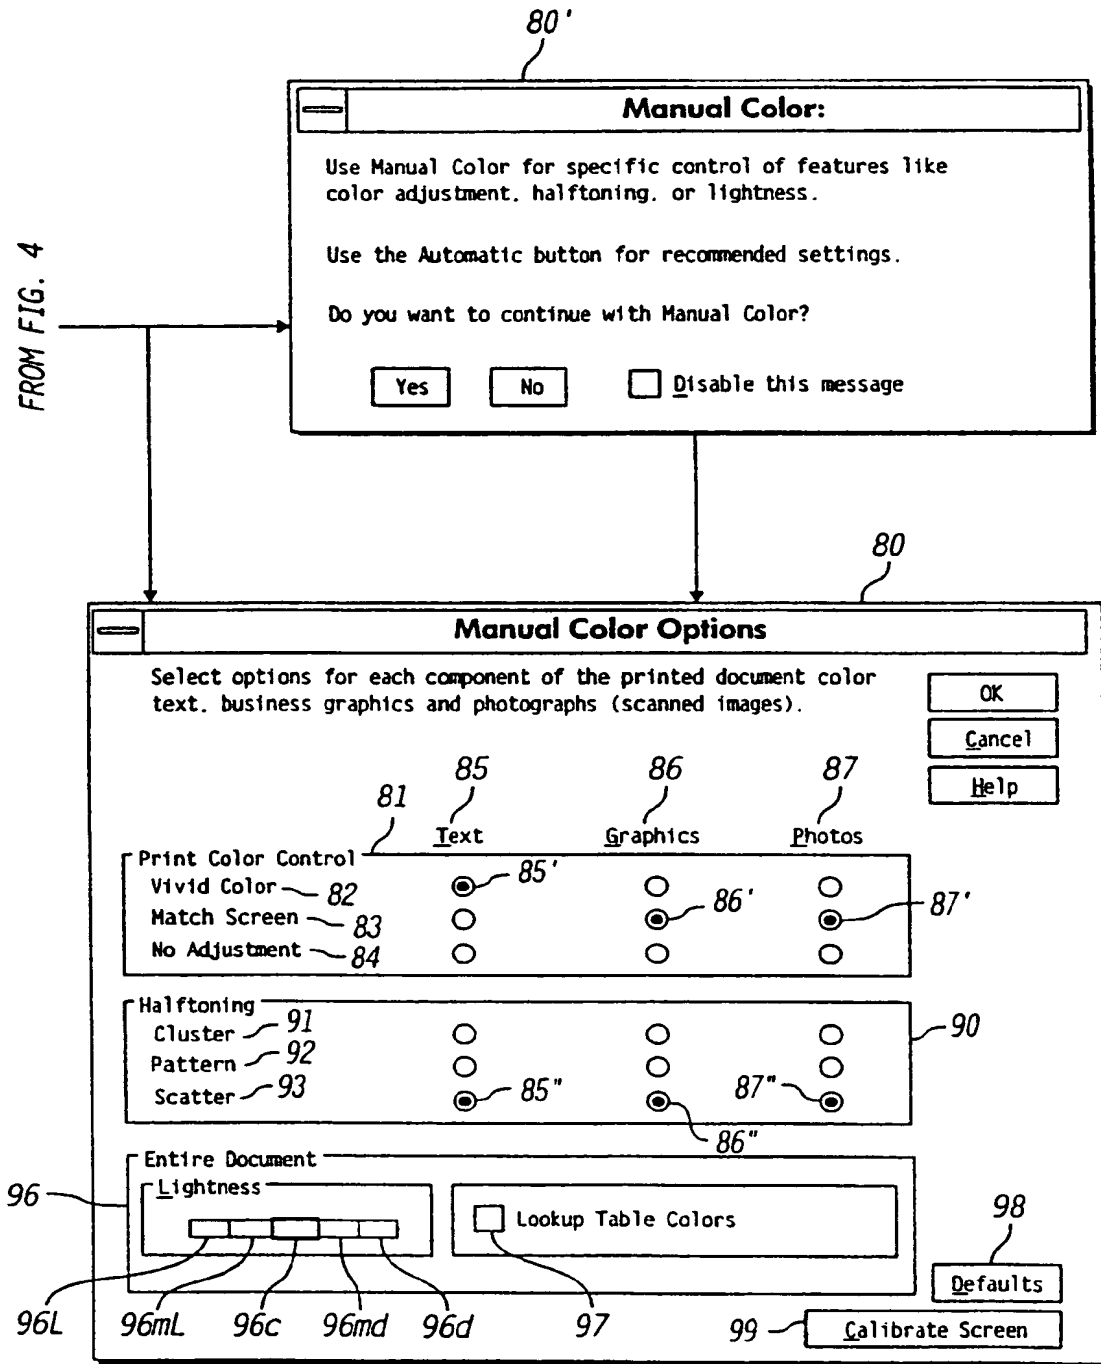 80'
Manual Color:
Use Manual Color for specific control of features like
color adjustment, halftoning, or lightness.
Use the Automatic button for recommended settings.
Do you want to continue with Manual Color?
Yes No Disable this message
FROM FIG. 4
80
Manual Color Options
Select options for each component of the printed document color
text, business graphics and photographs (scanned images).
OK
Cancel
Help
85 86 87
81
Text Graphics Photos
Print Color Control
Vivid Color 82 85'
Match Screen 83 86' 87'
No Adjustment 84
Halftoning
Cluster 91 90
Pattern 92
Scatter 93 85" 86" 87"
Entire Document
96 Lightness
Lookup Table Colors
98
Defaults
96L 96mL 96c 96md 96d 97
99 Calibrate Screen